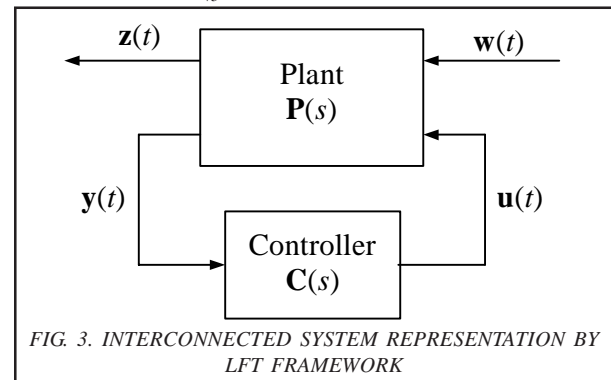 z(t)
w(t)
Plant
P(s)
y(t)
u(t)
Controller
C(s)
FIG. 3. INTERCONNECTED SYSTEM REPRESENTATION BY
LFT FRAMEWORK